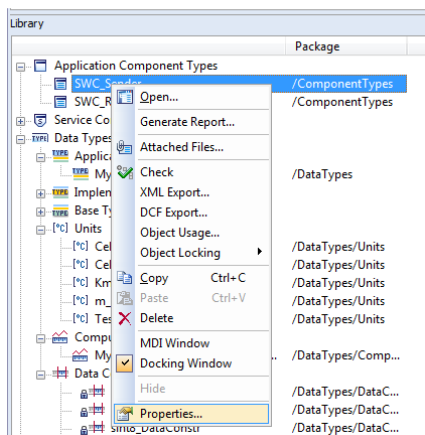 Library
Package
Application Component Types
SWC_Sender /ComponentTypes
SWC_R /ComponentTypes
Open...
Generate Report...
Service Co
Data Types
Attached Files...
Applica
My /DataTypes
Check
Implem
XML Export...
Base Ty
DCF Export...
Units
Object Usage...
Cel /DataTypes/Units
Object Locking
Cel /DataTypes/Units
Km /DataTypes/Units
Copy Ctrl+C
m_ /DataTypes/Units
Paste Ctrl+V
Tes /DataTypes/Units
Delete
Compu
MDI Window
My .. /DataTypes/Comp...
Docking Window
Data C
Hide
/DataTypes/DataC...
Properties...
/DataTypes/DataC...
sint8_DataConstr /DataTypes/DataC...